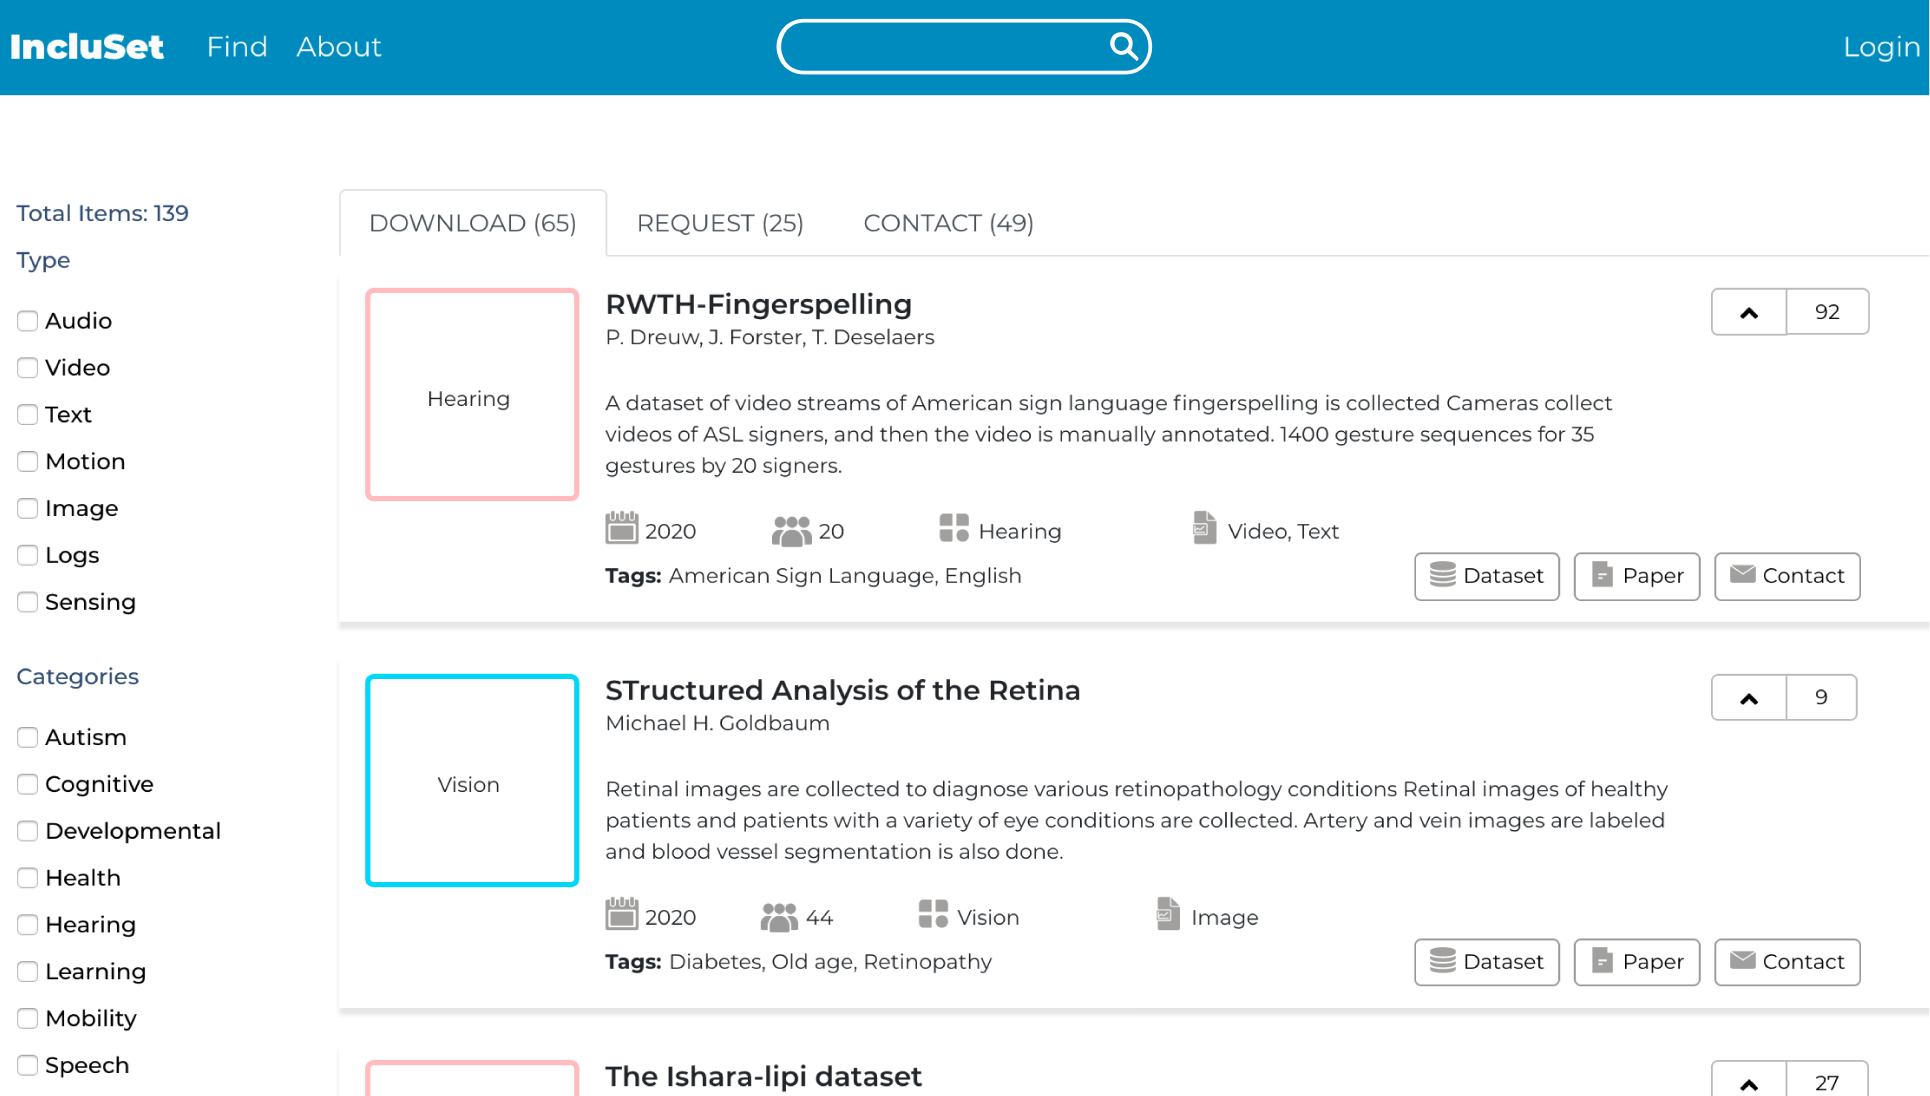 IncluSet Find About Login
Total Items: 139
Type
Audio
Video
Text
Motion
Image
Logs
Sensing
Categories
Autism
Cognitive
Developmental
Health
Hearing
Learning
Mobility
Speech
DOWNLOAD (65) REQUEST (25) CONTACT (49)
Hearing
RWTH-Fingerspelling
P. Dreuw, J. Forster, T. Deselaers
92
A dataset of video streams of American sign language fingerspelling is collected Cameras collect
videos of ASL signers, and then the video is manually annotated. 1400 gesture sequences for 35
gestures by 20 signers.
2020 20 Hearing Video, Text
Tags: American Sign Language, English
Dataset Paper Contact
Vision
STructured Analysis of the Retina
Michael H. Goldbaum
9
Retinal images are collected to diagnose various retinopathology conditions Retinal images of healthy
patients and patients with a variety of eye conditions are collected. Artery and vein images are labeled
and blood vessel segmentation is also done.
2020 44 Vision Image
Tags: Diabetes, Old age, Retinopathy
Dataset Paper Contact
The Ishara-lipi dataset
27